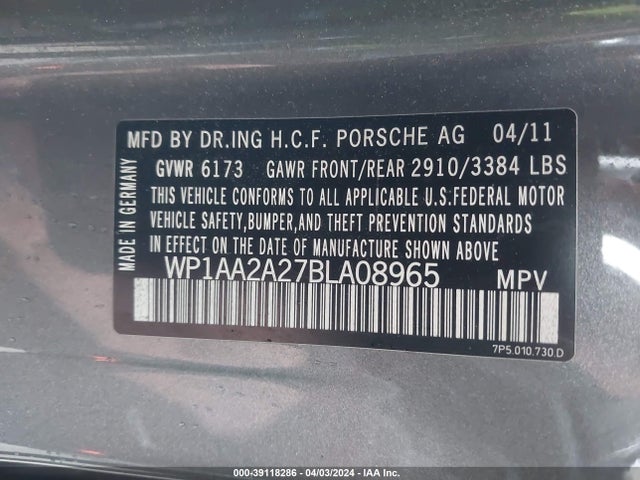 MFD BY DR.ING H.C.F. PORSCHE AG 04/11
GVWR 6173 GAWR FRONT/REAR 2910/3384 LBS
THIS VEHICLE CONFORMS TO ALL APPLICABLE U.S.FEDERAL MOTOR
VEHICLE SAFETY,BUMPER,AND THEFT PREVENTION STANDARDS
IN EFFECT ON THE DATE OF MANUFACTURE SHOWN ABOVE
WP1AA2A27BLA08965 MPV
MADE IN GERMANY
7P5.010.730.D
000-39118286 - 04/03/2024 - IAA Inc.